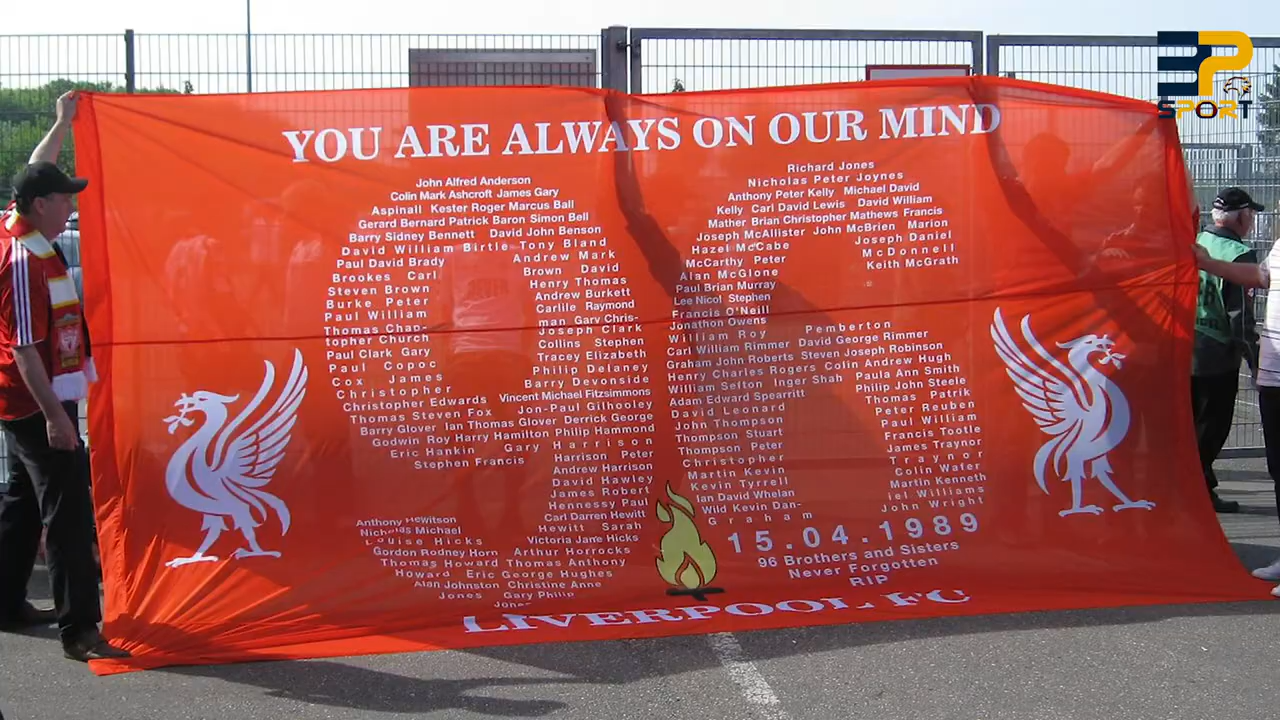 3P
SPORT
YOU ARE ALWAYS ON OUR MIND
John Alfred Anderson
Colin Mark Ashcroft James Gary
Aspinall Kester Roger Marcus Ball
Gerard Bernard Patrick Baron Simon Bell
Barry Sidney Bennett David John Benson
David William Birtle Tony Bland
Paul David Brady Andrew Mark
Brookes Carl Brown David
Steven Brown Henry Thomas
Burke Peter Andrew Burkett
Paul William Carlile Raymond
Thomas Chap- man Gary Chris-
topher Church Joseph Clark
Paul Clark Gary Collins Stephen
Paul Copoc Tracey Elizabeth
Cox James Philip Delaney
Christopher Barry Devonside
Christopher Edwards Vincent Michael Fitzsimmons
Thomas Steven Fox Jon-Paul Gilhooley
Barry Glover Ian Thomas Glover Derrick George
Godwin Roy Harry Hamilton Philip Hammond
Eric Hankin Gary Harrison
Stephen Francis Harrison Peter
Andrew Harrison
David Hawley
James Robert
Hennessy Paul
Anthony Hewitson Carl Darren Hewitt
Nicholas Michael Hewitt Sarah
Louise Hicks Victoria Jane Hicks
Gordon Rodney Horn Arthur Horrocks
Thomas Howard Thomas Anthony
Howard Eric George Hughes
Alan Johnston Christine Anne
Jones Gary Philip
Jones
Richard Jones
Nicholas Peter Joynes
Anthony Peter Kelly Michael David
Kelly Carl David Lewis David William
Mather Brian Christopher Mathews Francis
Joseph McAllister John McBrien Marion
Hazel McCabe Joseph Daniel
McCarthy Peter McDonnell
Alan McGlone Keith McGrath
Paul Brian Murray
Lee Nicol Stephen
Francis O'Neill
Jonathon Owens
William Roy Pemberton
Carl William Rimmer David George Rimmer
Graham John Roberts Steven Joseph Robinson
Henry Charles Rogers Colin Andrew Hugh
William Sefton Inger Shah Paula Ann Smith
Adam Edward Spearritt Philip John Steele
David Leonard Thomas Patrik
John Thompson Peter Reuben
Thompson Stuart Paul William
Thompson Peter Francis Tootle
Christopher James Traynor
Martin Kevin Traynor
Kevin Tyrrell Colin Wafer
Ian David Whelan Martin Kenneth
Wild Kevin Dan- iel Williams
Graham John Wright
15.04.1989
96 Brothers and Sisters
Never Forgotten
RIP
LIVERPOOL FC